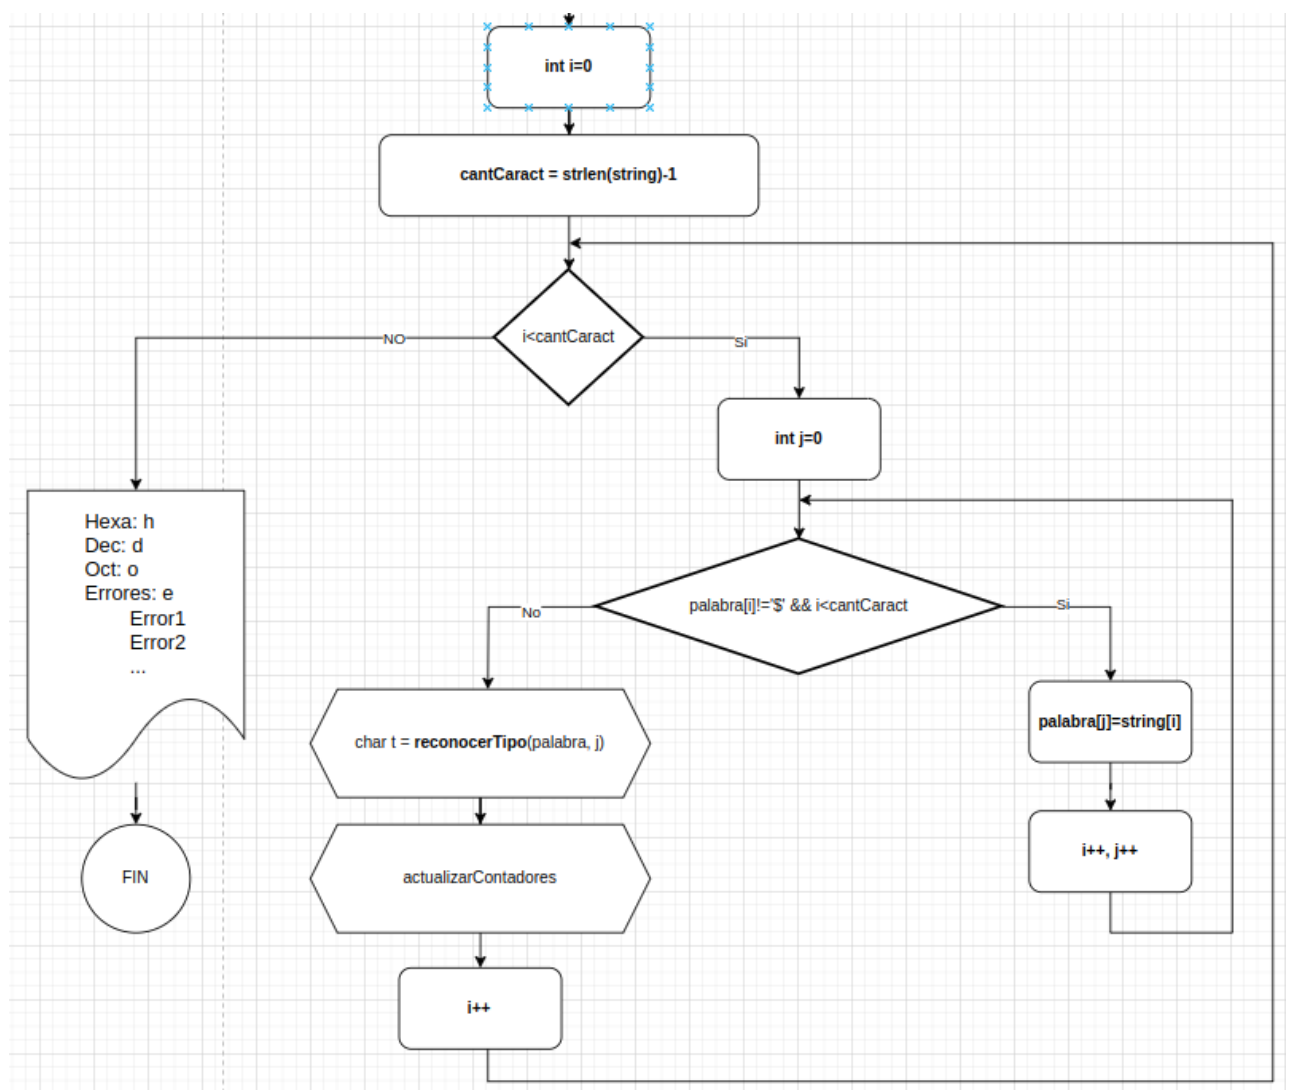 int i=0
cantCaract = strlen(string)-1
i<cantCaract
NO
Si
int j=0
Hexa: h
Dec: d
Oct: o
Errores: e
Error1
Error2
...
palabra[i]!='$' && i<cantCaract
No
Si
char t = reconocerTipo(palabra, j)
palabra[j]=string[i]
i++, j++
actualizarContadores
FIN
i++